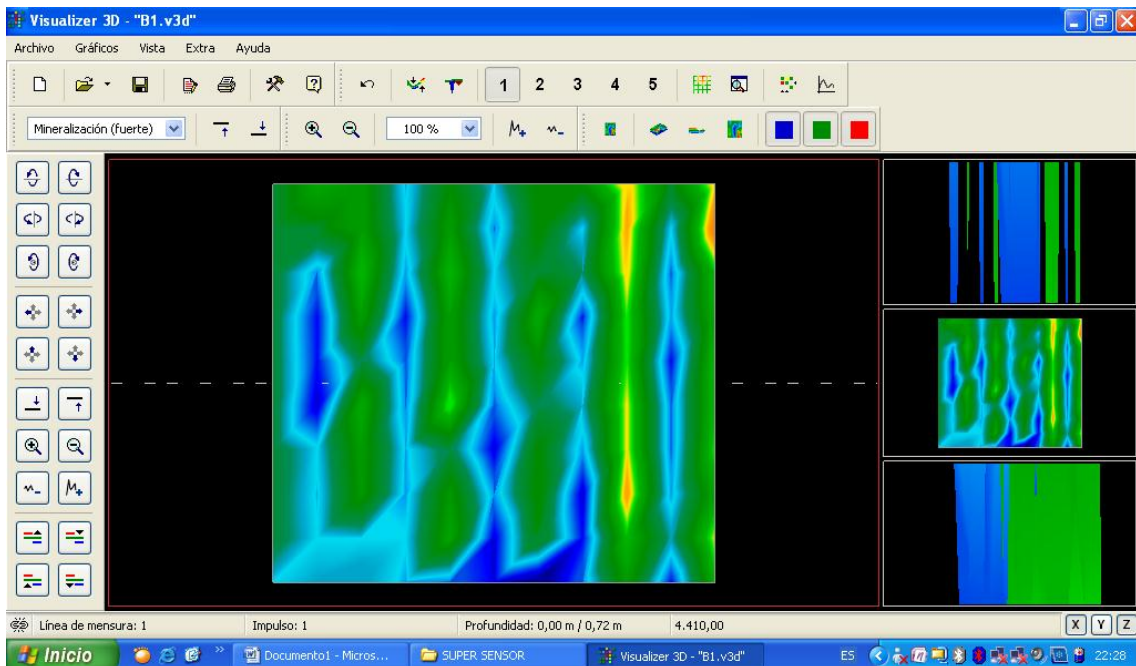 Visualizer 3D - "B1.v3d"
Archivo Gráficos Vista Extra Ayuda
1 2 3 4 5
Mineralización (fuerte) 100 %
Línea de mensura: 1 Impulso: 1 Profundidad: 0,00 m / 0,72 m 4.410,00 X Y Z
Inicio Documento1 - Micros... SUPER SENSOR Visualizer 3D - "B1.v3d" ES 22:28